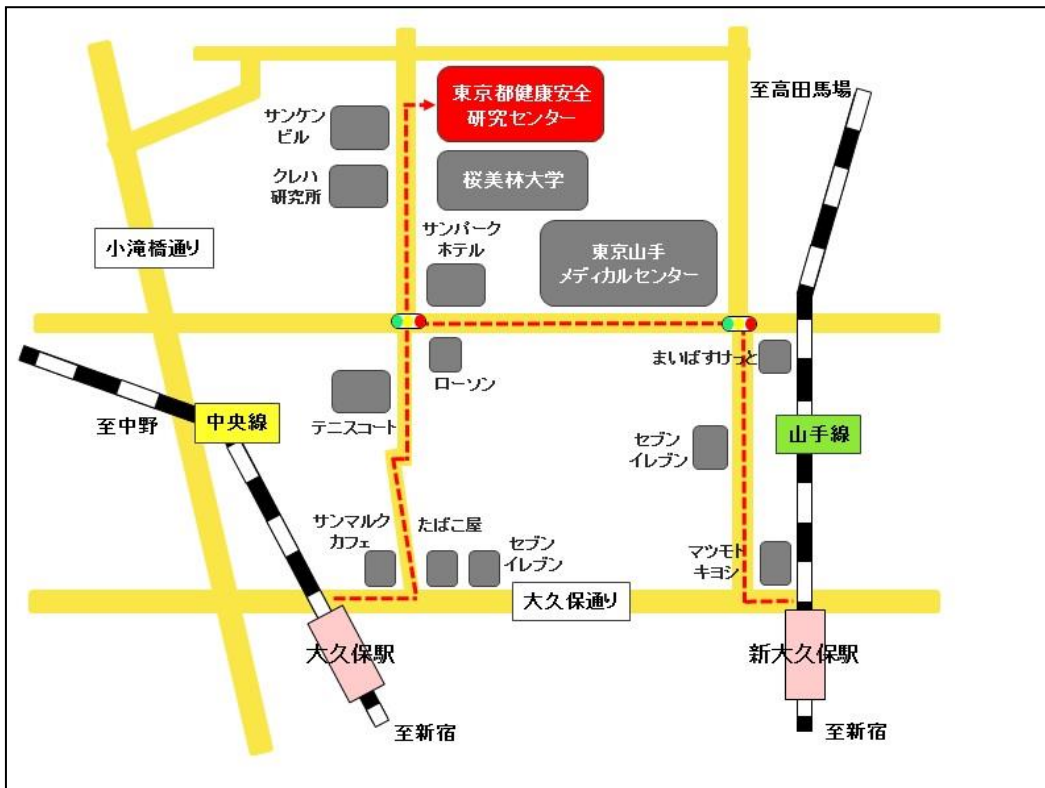 東京都健康安全
研究センター
至高田馬場
サンケン
ビル
クレハ
研究所
桜美林大学
サンパーク
ホテル
東京山手
メディカルセンター
小滝橋通り
ローソン
まいばすけっと
至中野
中央線
テニスコート
セブン
イレブン
山手線
サンマルク
カフェ
たばこ屋
セブン
イレブン
マツモト
キヨシ
大久保通り
大久保駅
新大久保駅
至新宿
至新宿